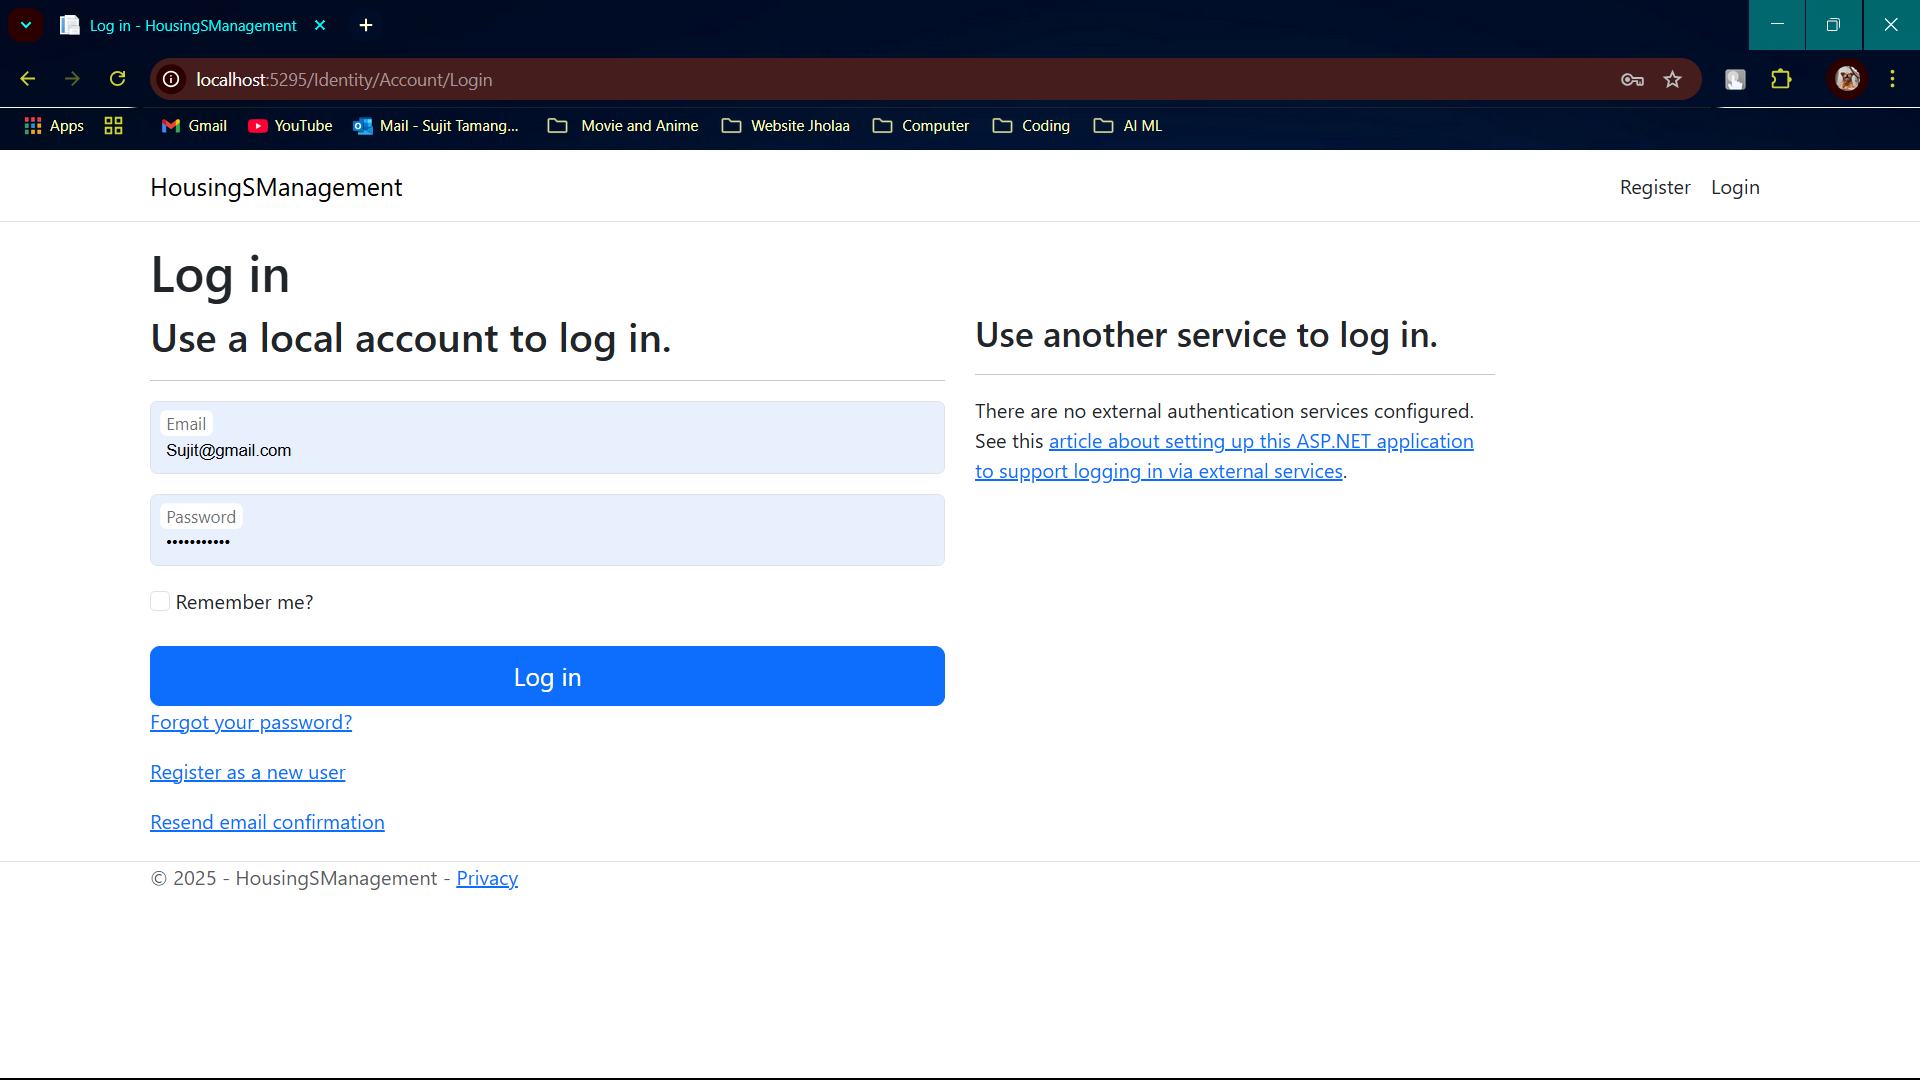 Log in - HousingSManagement
localhost:5295/Identity/Account/Login
Apps Gmail YouTube Mail - Sujit Tamang... Movie and Anime Website Jholaa Computer Coding AI ML
HousingSManagement Register Login
Log in
Use a local account to log in.
Email
Sujit@gmail.com
Password
•••••••••••
Remember me?
Log in
Forgot your password?
Register as a new user
Resend email confirmation
Use another service to log in.
There are no external authentication services configured.
See this article about setting up this ASP.NET application
to support logging in via external services.
© 2025 - HousingSManagement - Privacy